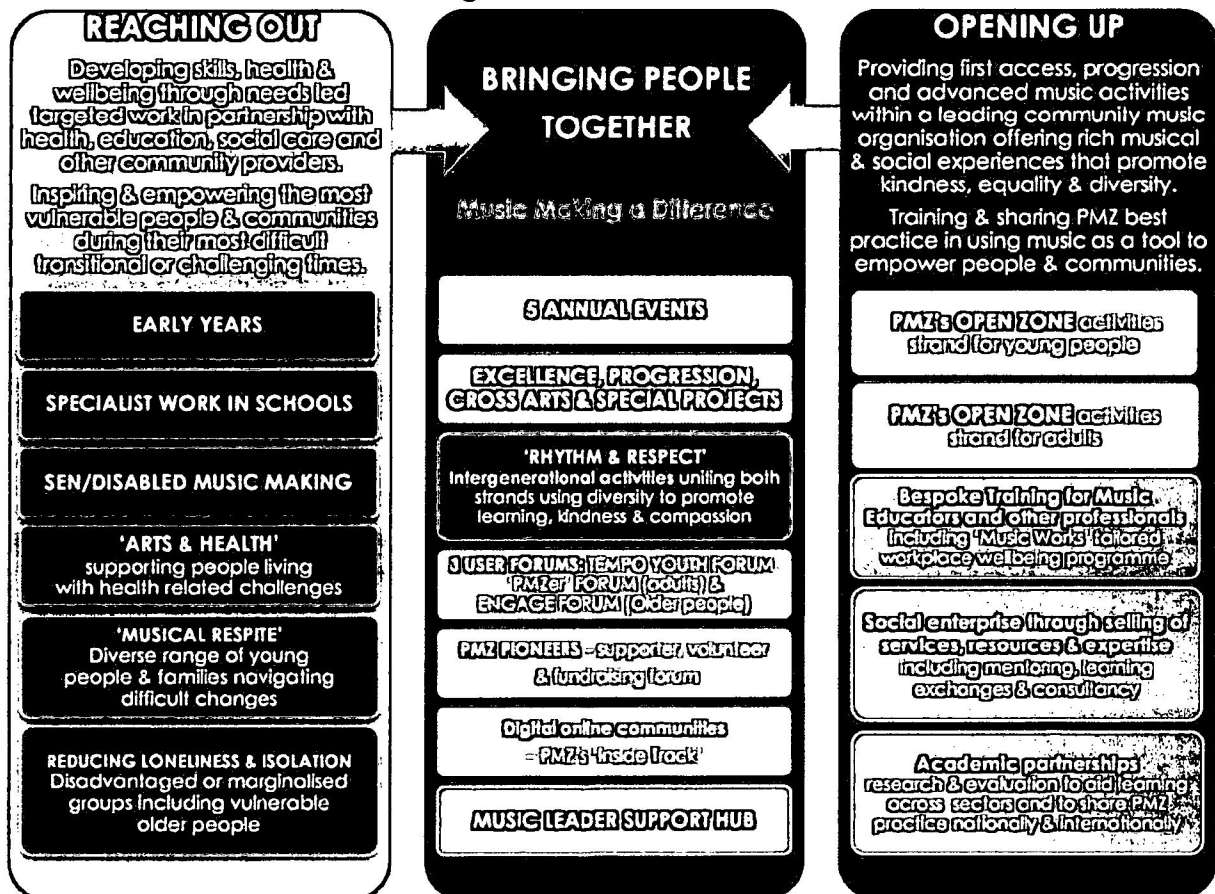 REACHING OUT
Developing skills, health &
wellbeing through needs led
targeted work in partnership with
health, education, social care and
other community providers.
Inspiring & empowering the most
vulnerable people & communities
during their most difficult
transitional or challenging times.
EARLY YEARS
SPECIALIST WORK IN SCHOOLS
SEN/DISABLED MUSIC MAKING
'ARTS & HEALTH'
supporting people living
with health related challenges
'MUSICAL RESPITE'
Diverse range of young
people & families navigating
difficult changes
REDUCING LONELINESS & ISOLATION
Disadvantaged or marginalised
groups including vulnerable
older people
BRINGING PEOPLE
TOGETHER
Music Making a Difference
5 ANNUAL EVENTS
EXCELLENCE, PROGRESSION,
CROSS ARTS & SPECIAL PROJECTS
'RHYTHM & RESPECT'
Intergenerational activities uniting both
strands using diversity to promote
learning, kindness & compassion
3 USER FORUMS: TEMPO YOUTH FORUM
'PMZer' FORUM (adults) &
ENGAGE FORUM (Older people)
PMZ PIONEERS - supporter, volunteer
& fundraising forum
Digital online communities
- PMZ's 'Inside Track'
MUSIC LEADER SUPPORT HUB
OPENING UP
Providing first access, progression
and advanced music activities
within a leading community music
organisation offering rich musical
& social experiences that promote
kindness, equality & diversity.
Training & sharing PMZ best
practice in using music as a tool to
empower people & communities.
PMZ's OPEN ZONE activities
strand for young people
PMZ's OPEN ZONE activities
strand for adults
Bespoke Training for Music
Educators and other professionals
including 'Music Works' tailored
workplace wellbeing programme
Social enterprise through selling of
services, resources & expertise
including mentoring, learning
exchanges & consultancy
Academic partnerships
research & evaluation to aid learning
across sectors and to share PMZ
practice nationally & internationally